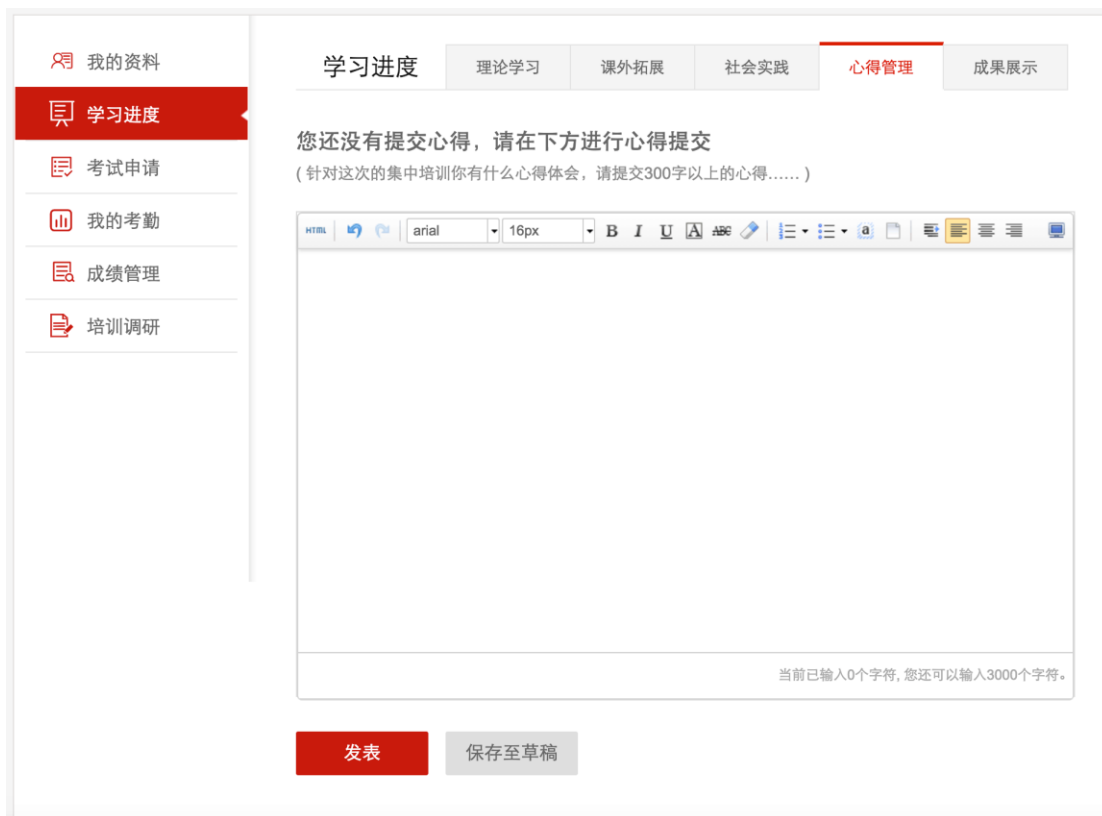 我的资料
学习进度
考试申请
我的考勤
成绩管理
培训调研
学习进度 理论学习 课外拓展 社会实践 心得管理 成果展示
您还没有提交心得，请在下方进行心得提交
( 针对这次的集中培训你有什么心得体会，请提交300字以上的心得…… )
HTML arial 16px B I U A ABC a
当前已输入0个字符, 您还可以输入3000个字符。
发表 保存至草稿